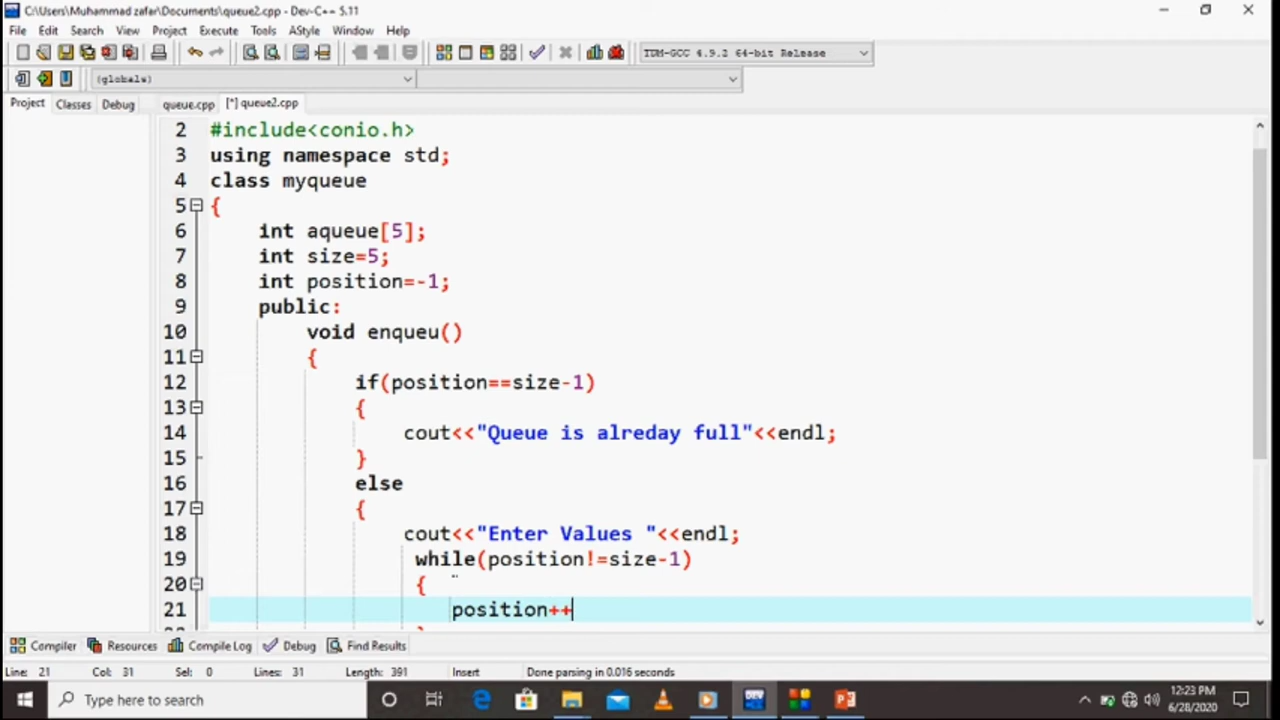 C:\Users\Muhammad zafar\Documents\queue2.cpp - Dev-C++ 5.11
File Edit Search View Project Execute Tools AStyle Window Help
TDM-GCC 4.9.2 64-bit Release
(globals)
Project Classes Debug queue.cpp [*] queue2.cpp
2 #include<conio.h>
3 using namespace std;
4 class myqueue
5 {
6 int aqueue[5];
7 int size=5;
8 int position=-1;
9 public:
10 void enqueu()
11 {
12 if(position==size-1)
13 {
14 cout<<"Queue is alreday full"<<endl;
15 }
16 else
17 {
18 cout<<"Enter Values "<<endl;
19 while(position!=size-1)
20 {
21 position++
Compiler Resources Compile Log Debug Find Results
Line: 21 Col: 31 Sel: 0 Lines: 31 Length: 391 Insert Done parsing in 0.016 seconds
Type here to search
12:23 PM
6/28/2020